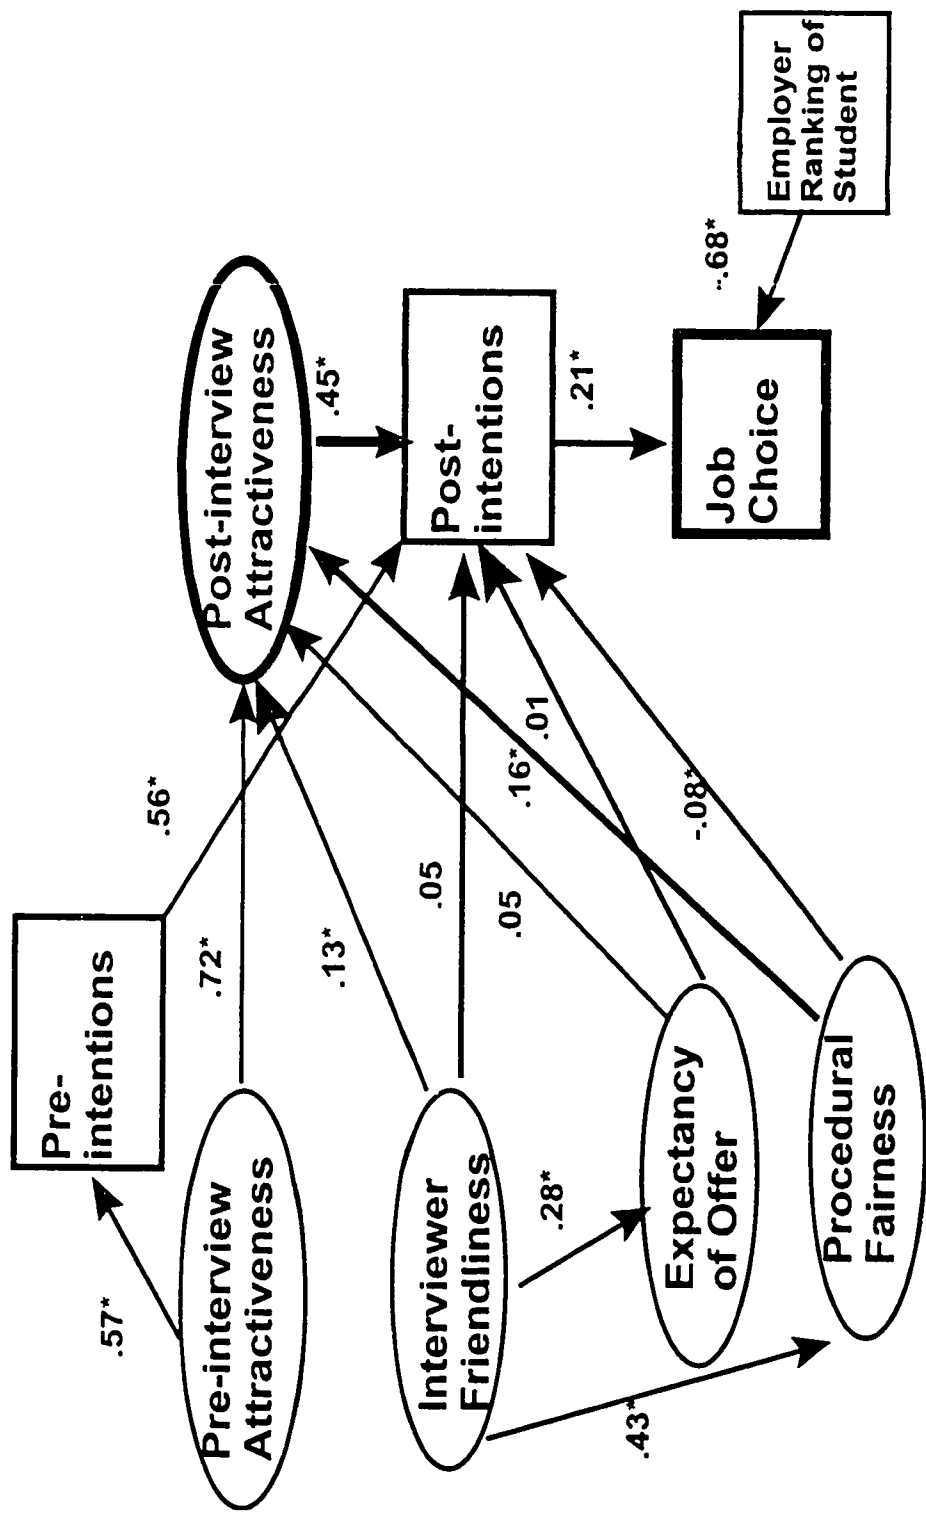 Pre-
intentions
.57*
Pre-interview
Attractiveness
.56*
.72*
Post-interview
Attractiveness
.13*
.45*
Interviewer
Friendliness
.05
Post-
intentions
.28*
.05
.16*
.01
.21*
.43*
Expectancy
of Offer
-.08*
Job
Choice
-.68*
Procedural
Fairness
Employer
Ranking of
Student